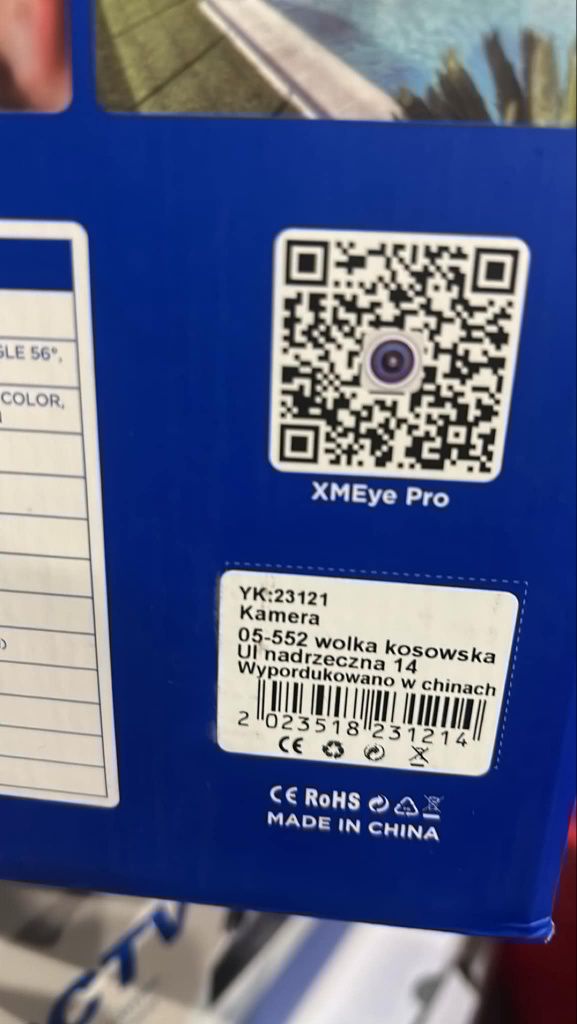 GLE 56°,
COLOR,
XMEye Pro
YK:23121
Kamera
05-552 wolka kosowska
Ul nadrzeczna 14
Wypordukowano w chinach
2 023518 231214
CE
CE RoHS
MADE IN CHINA
CTV